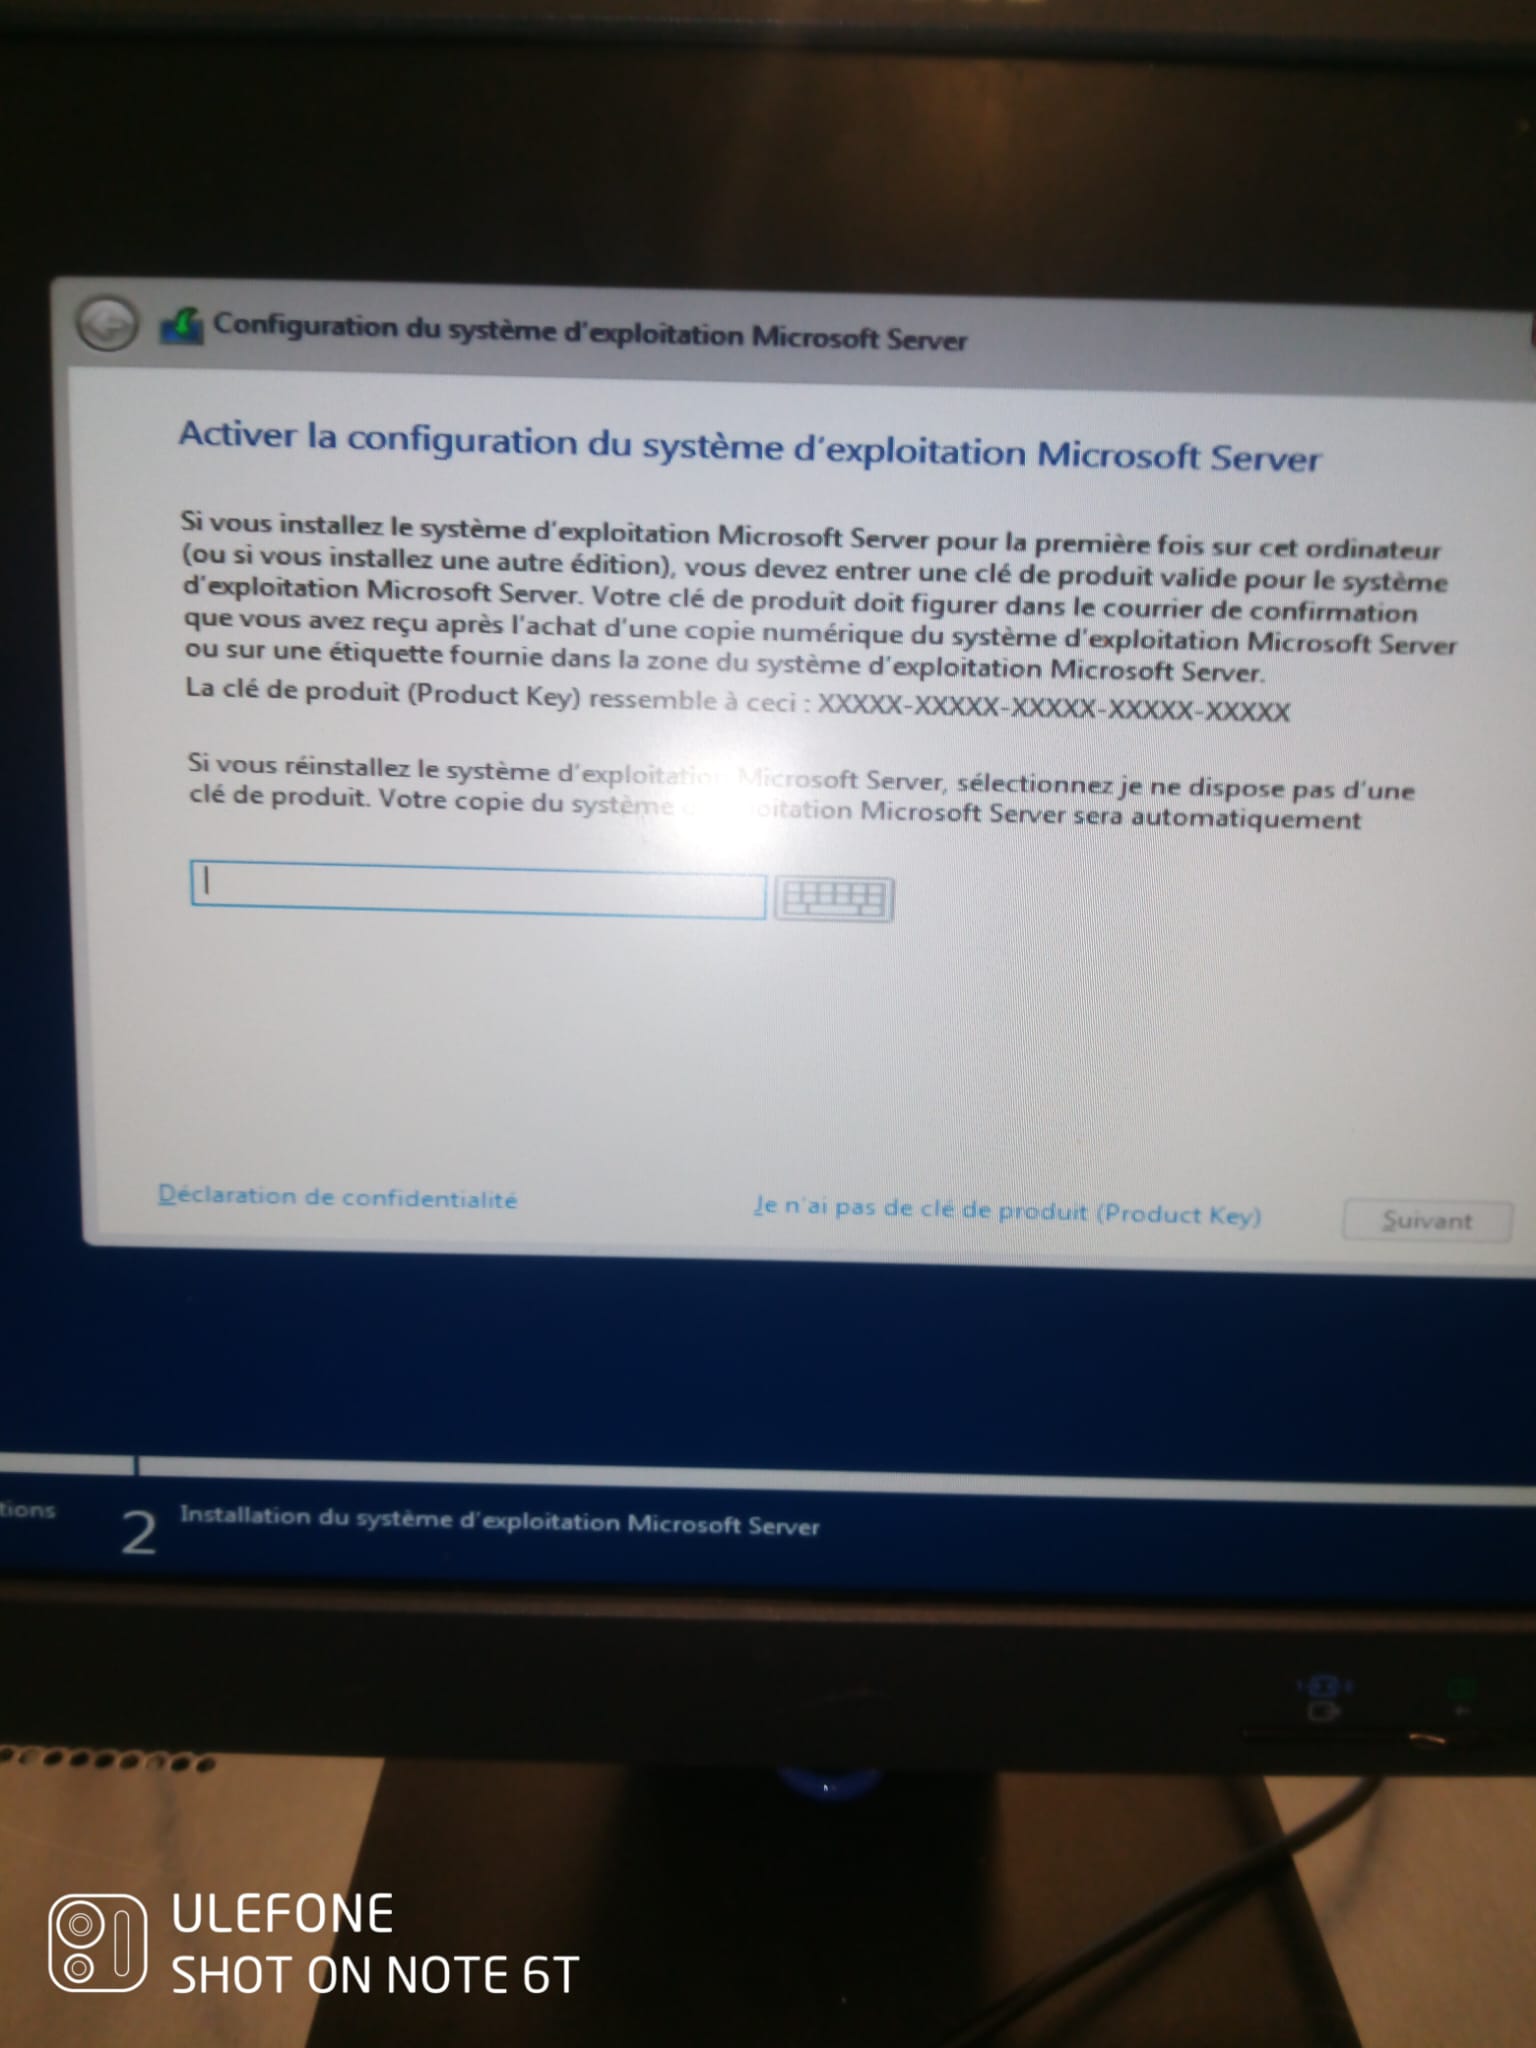 Configuration du système d'exploitation Microsoft Server
Activer la configuration du système d'exploitation Microsoft Server
Si vous installez le système d'exploitation Microsoft Server pour la première fois sur cet ordinateur
(ou si vous installez une autre édition), vous devez entrer une clé de produit valide pour le système
d'exploitation Microsoft Server. Votre clé de produit doit figurer dans le courrier de confirmation
que vous avez reçu après l'achat d'une copie numérique du système d'exploitation Microsoft Server
ou sur une étiquette fournie dans la zone du système d'exploitation Microsoft Server.
La clé de produit (Product Key) ressemble à ceci : XXXXX-XXXXX-XXXXX-XXXXX-XXXXX
Si vous réinstallez le système d'exploitation Microsoft Server, sélectionnez je ne dispose pas d'une
clé de produit. Votre copie du système oitation Microsoft Server sera automatiquement
Déclaration de confidentialité
Je n'ai pas de clé de produit (Product Key)
Suivant
tions
2 Installation du système d'exploitation Microsoft Server
ULEFONE
SHOT ON NOTE 6T